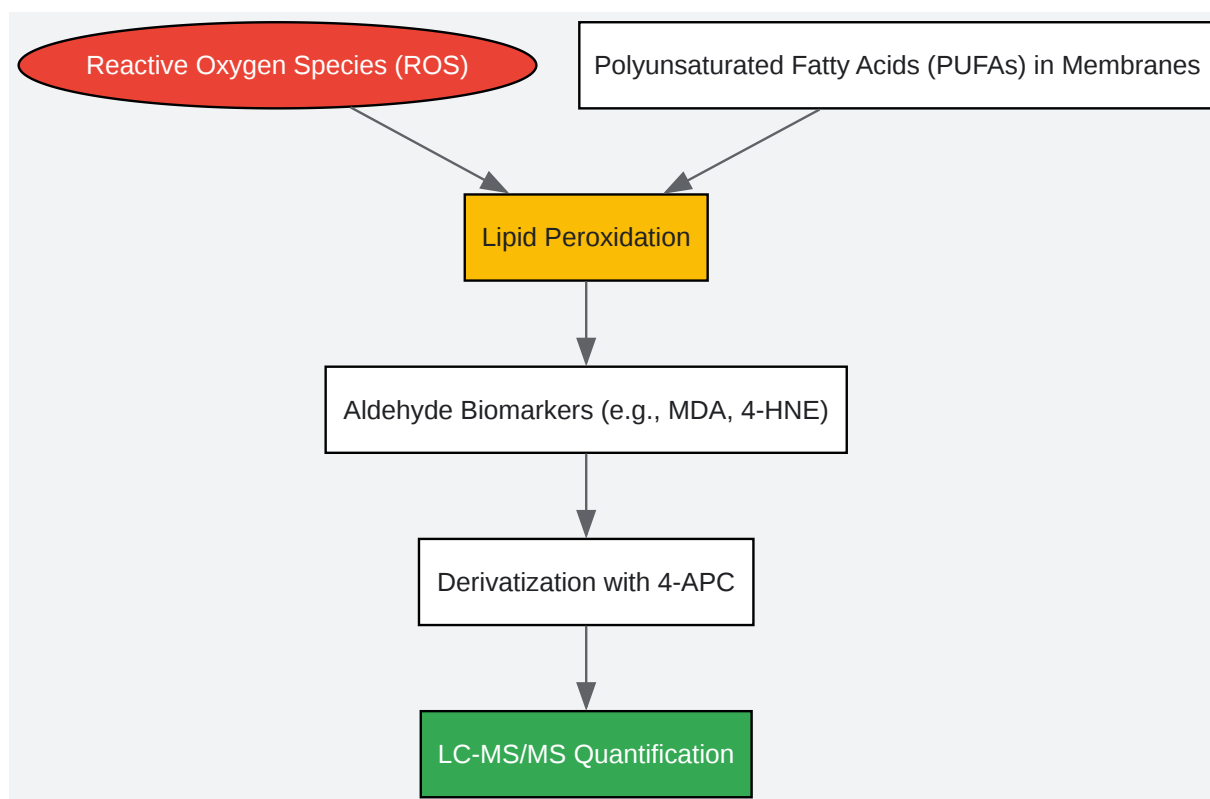 Reactive Oxygen Species (ROS)
Polyunsaturated Fatty Acids (PUFAs) in Membranes
Lipid Peroxidation
Aldehyde Biomarkers (e.g., MDA, 4-HNE)
Derivatization with 4-APC
LC-MS/MS Quantification